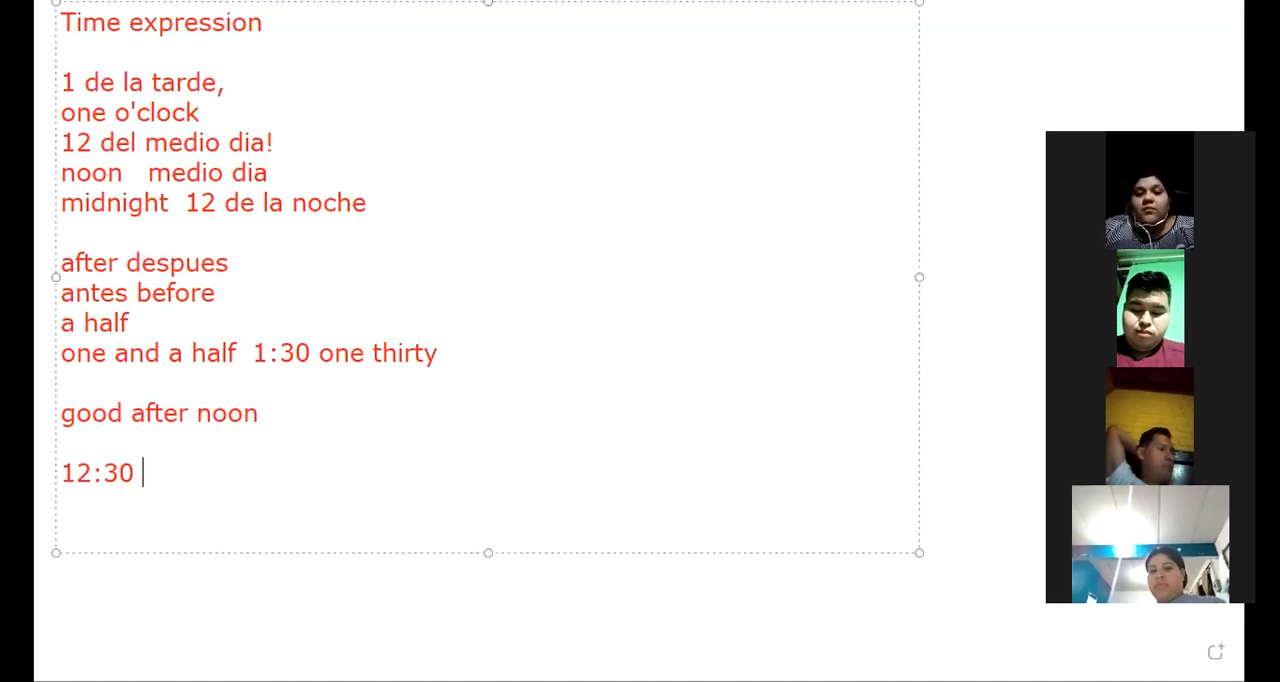 Time expression
1 de la tarde,
one o'clock
12 del medio dia!
noon medio dia
midnight 12 de la noche
after despues
antes before
a half
one and a half 1:30 one thirty
good after noon
12:30